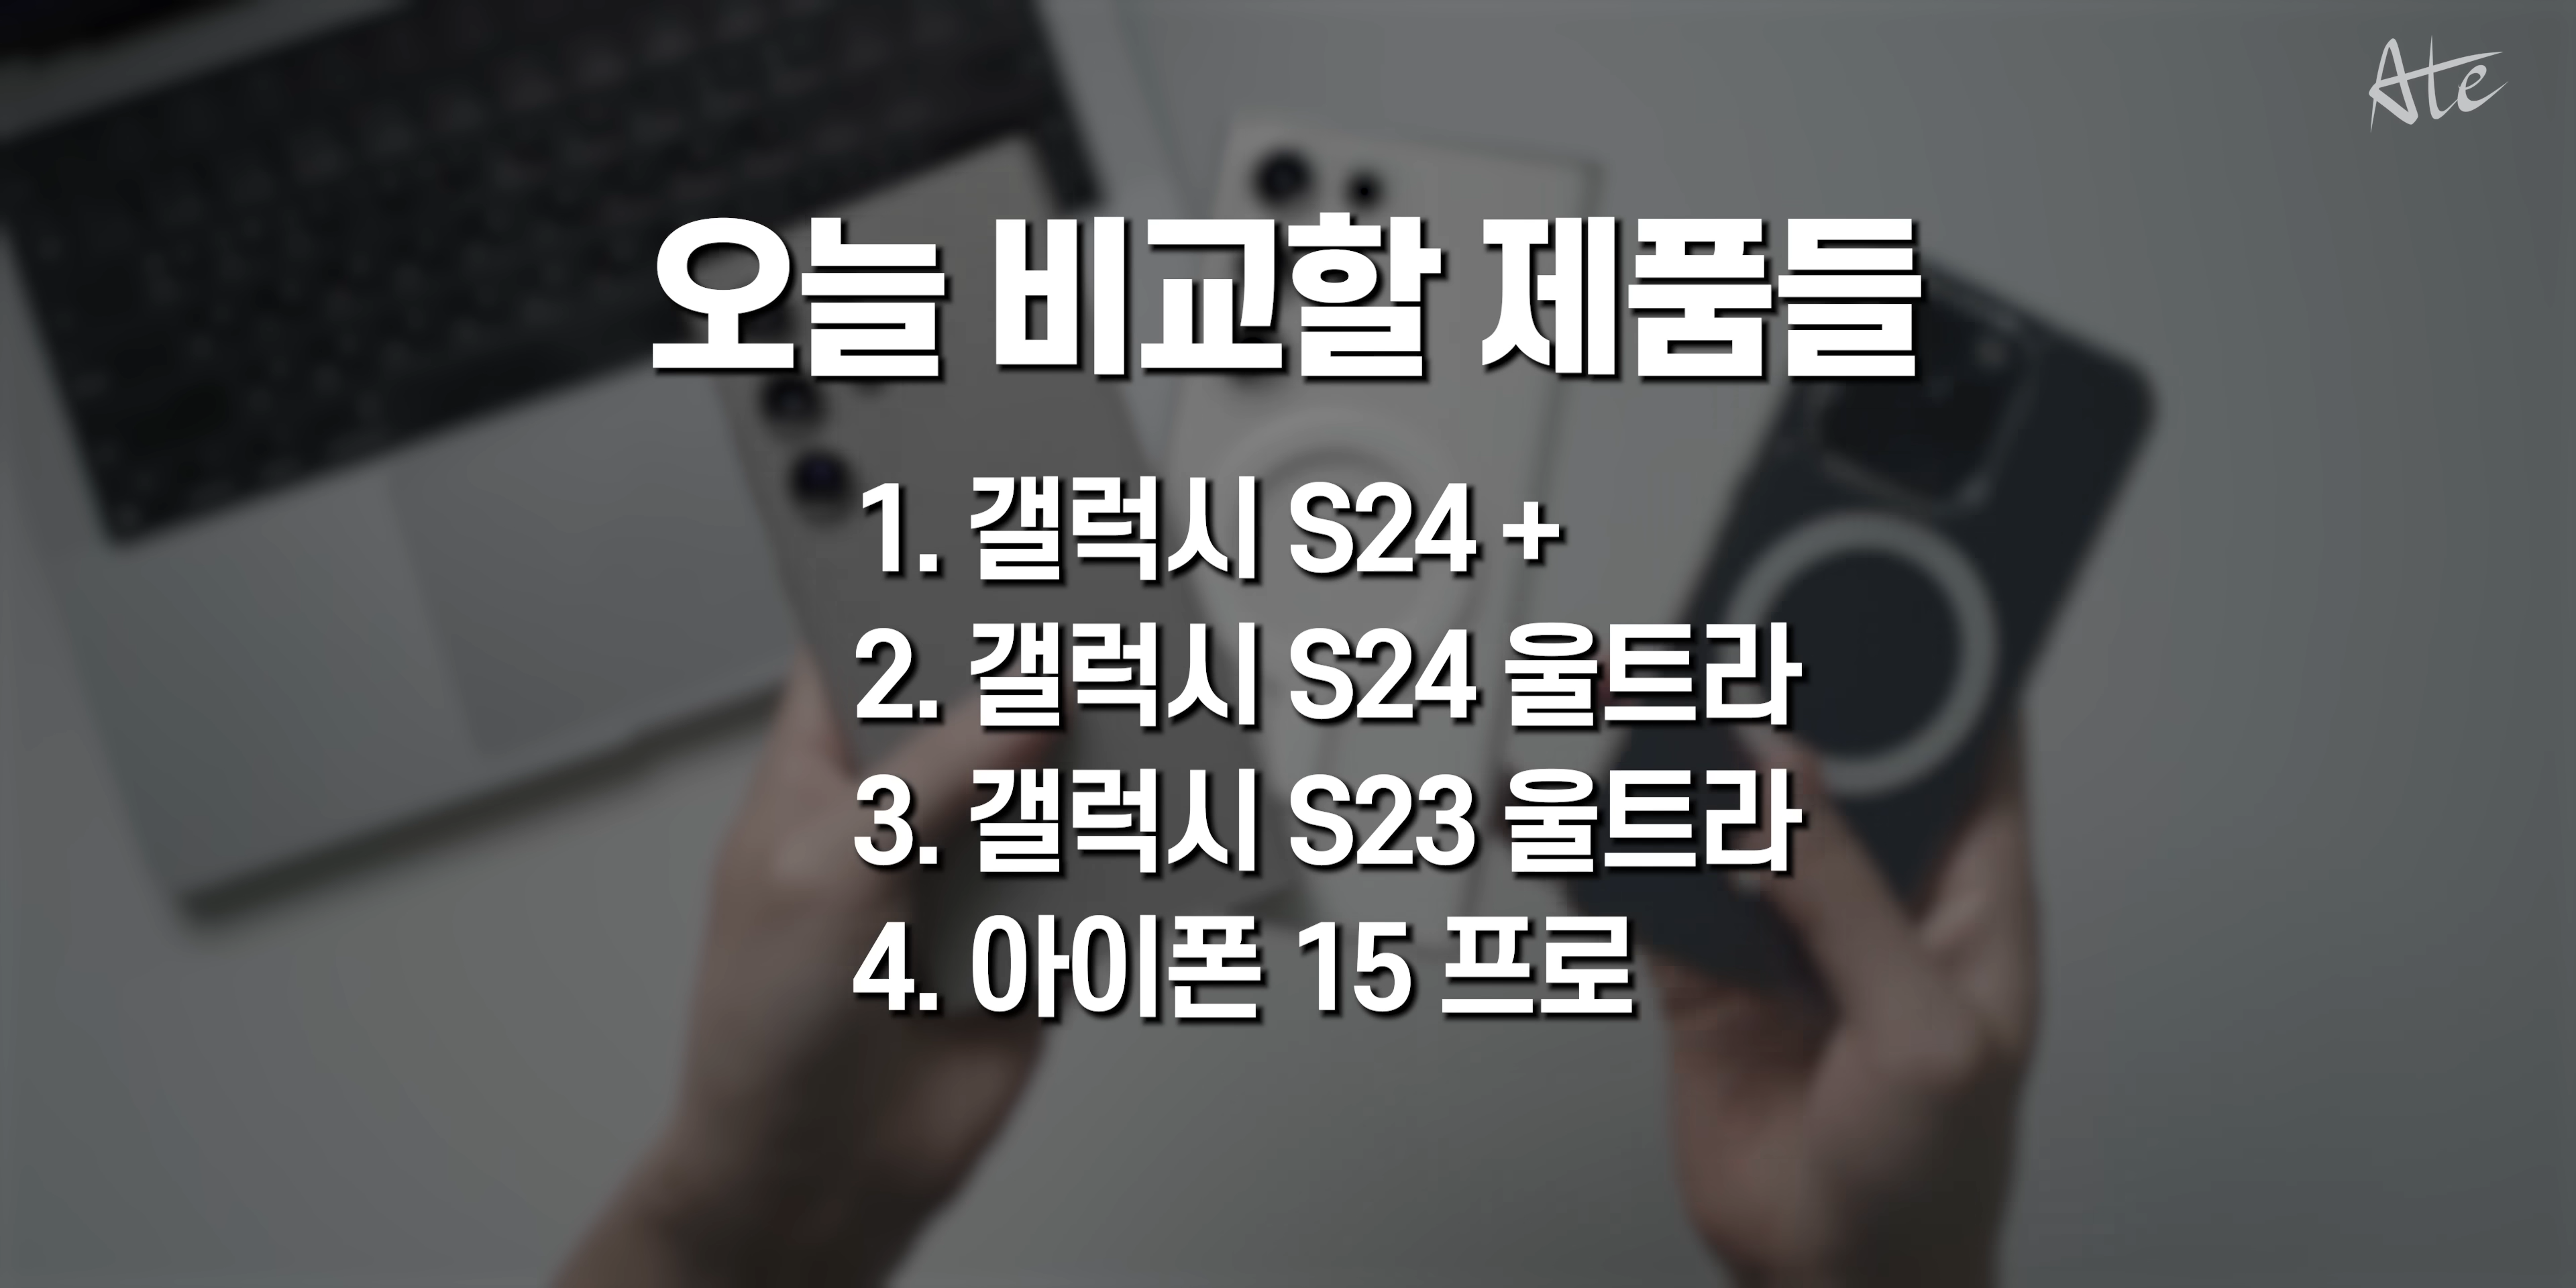 Ate
오늘 비교할 제품들
1. 갤럭시 S24 +
2. 갤럭시 S24 울트라
3. 갤럭시 S23 울트라
4. 아이폰 15 프로